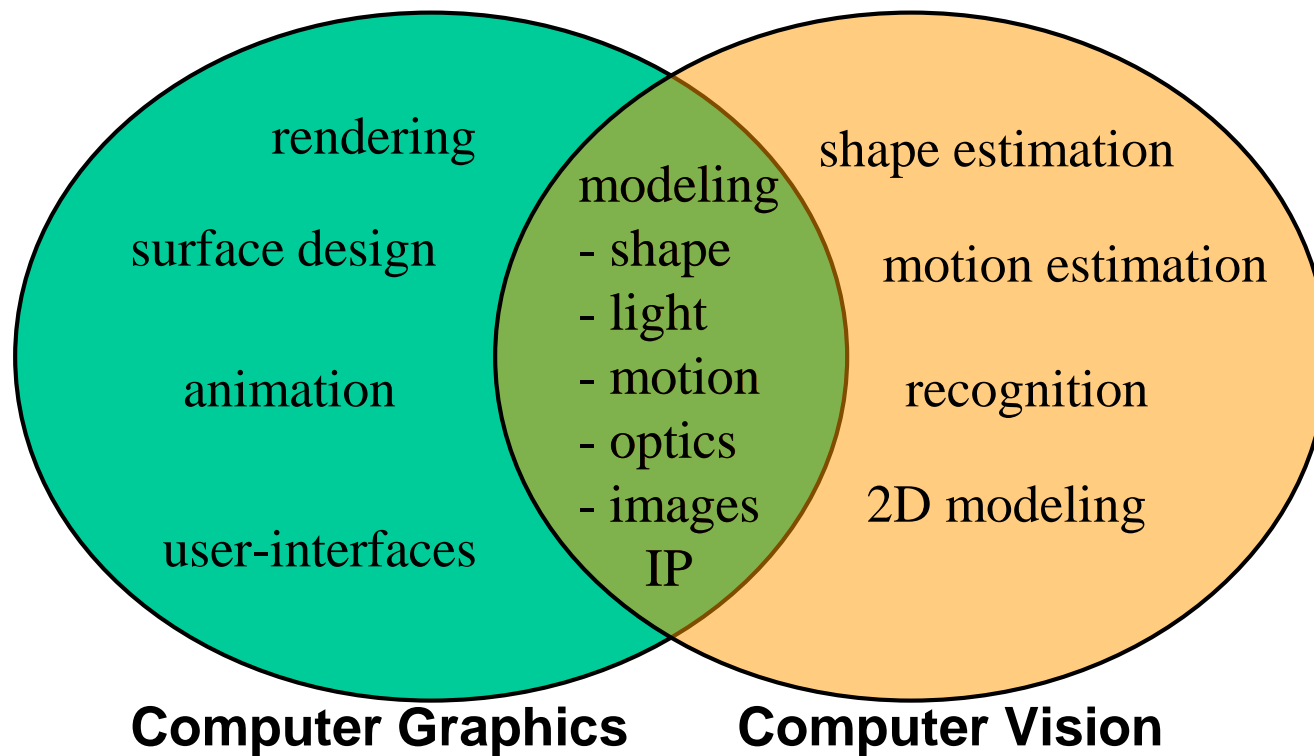 rendering
surface design
animation
user-interfaces
modeling
- shape
- light
- motion
- optics
- images
IP
shape estimation
motion estimation
recognition
2D modeling
Computer Graphics
Computer Vision